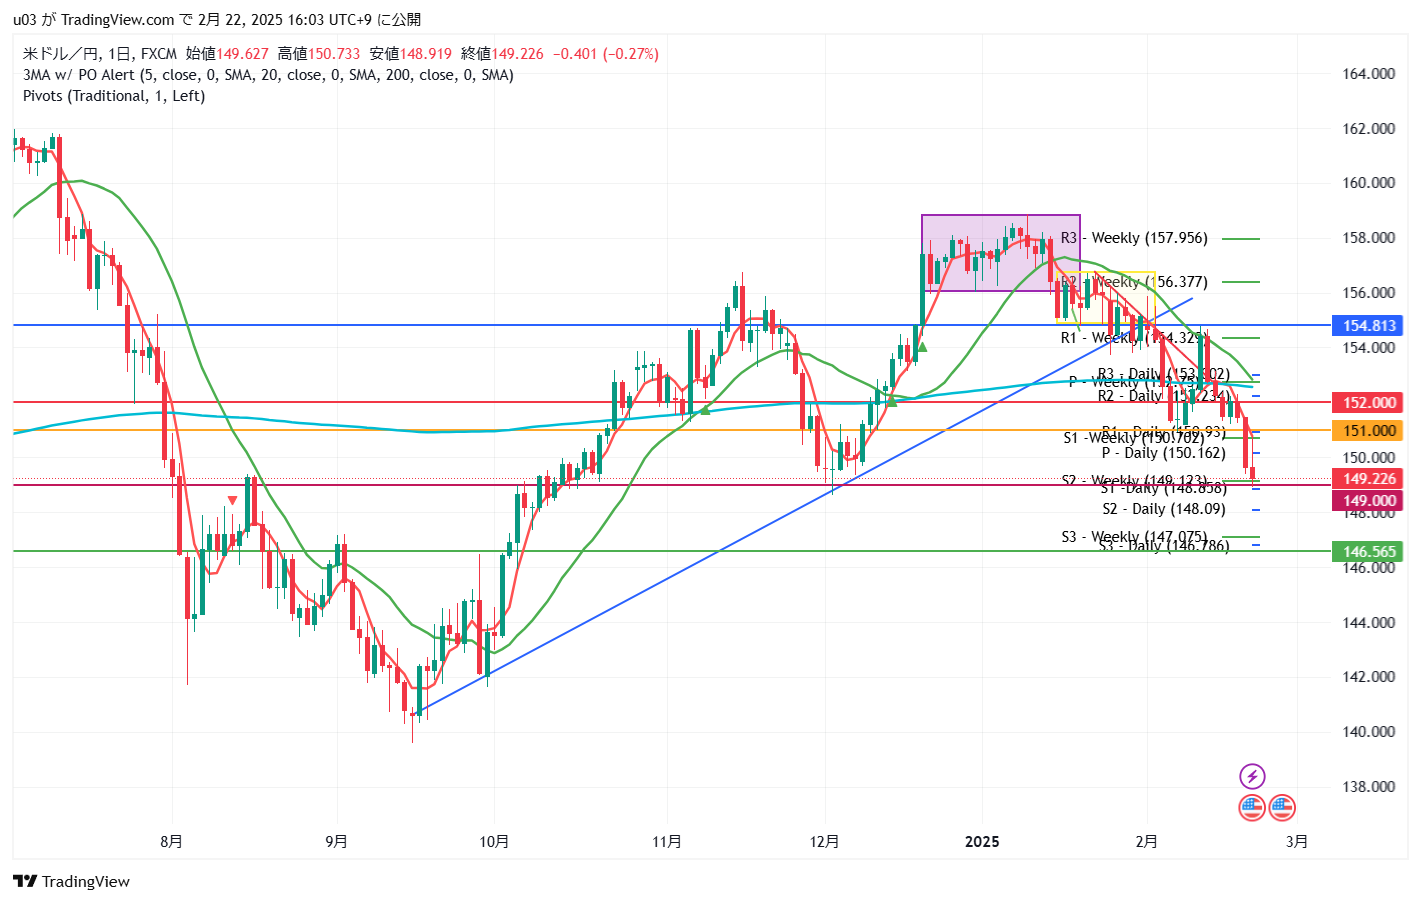 u03 が TradingView.com で 2月 22, 2025 16:03 UTC+9 に公開
米ドル／円, 1日, FXCM 始値149.627 高値150.733 安値148.919 終値149.226 −0.401 (−0.27%)
3MA w/ PO Alert (5, close, 0, SMA, 20, close, 0, SMA, 200, close, 0, SMA)
Pivots (Traditional, 1, Left)
164.000
162.000
160.000
158.000
156.000
154.813
154.000
152.000
151.000
150.000
149.226
149.000
148.000
146.565
146.000
144.000
142.000
140.000
138.000
R3 - Weekly (157.956)
R2 - Weekly (156.377)
R1 - Weekly (154.329)
R3 - Daily
P - Weekly
R2 - Daily
R1 - Daily (150.93)
S1 -Weekly (150.702)
P - Daily (150.162)
S2 - Weekly (149.123)
S1 -Daily (148.858)
S2 - Daily (148.09)
S3 - Weekly (147.075)
S3 - Daily (146.786)
8月 9月 10月 11月 12月 2025 2月 3月
TradingView